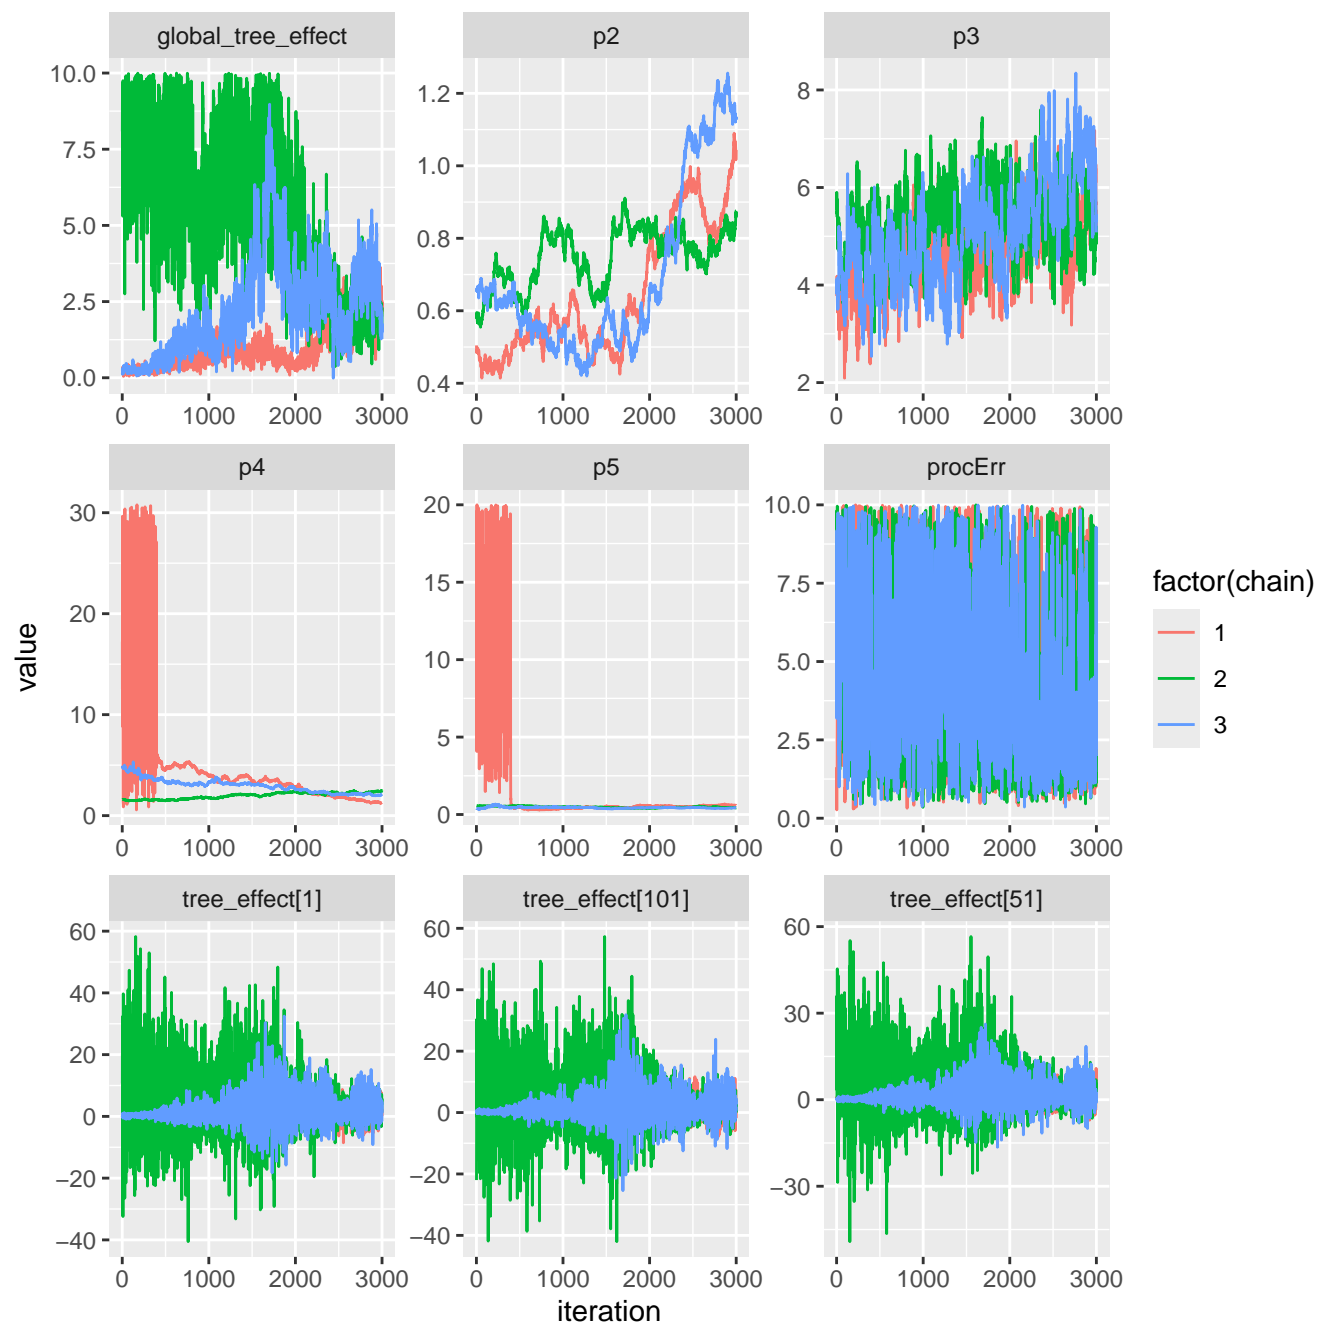 global_tree_effect
p2
p3
10.0
7.5
5.0
2.5
0.0
1.2
1.0
0.8
0.6
0.4
8
6
4
2
0 1000 2000 3000
0 1000 2000 3000
0 1000 2000 3000
p4
p5
procErr
30
20
10
0
20
15
10
5
0
10.0
7.5
5.0
2.5
0.0
0 1000 2000 3000
0 1000 2000 3000
0 1000 2000 3000
tree_effect[1]
tree_effect[101]
tree_effect[51]
60
40
20
0
−20
−40
60
40
20
0
−20
−40
60
30
0
−30
0 1000 2000 3000
0 1000 2000 3000
0 1000 2000 3000
value
iteration
factor(chain)
1
2
3